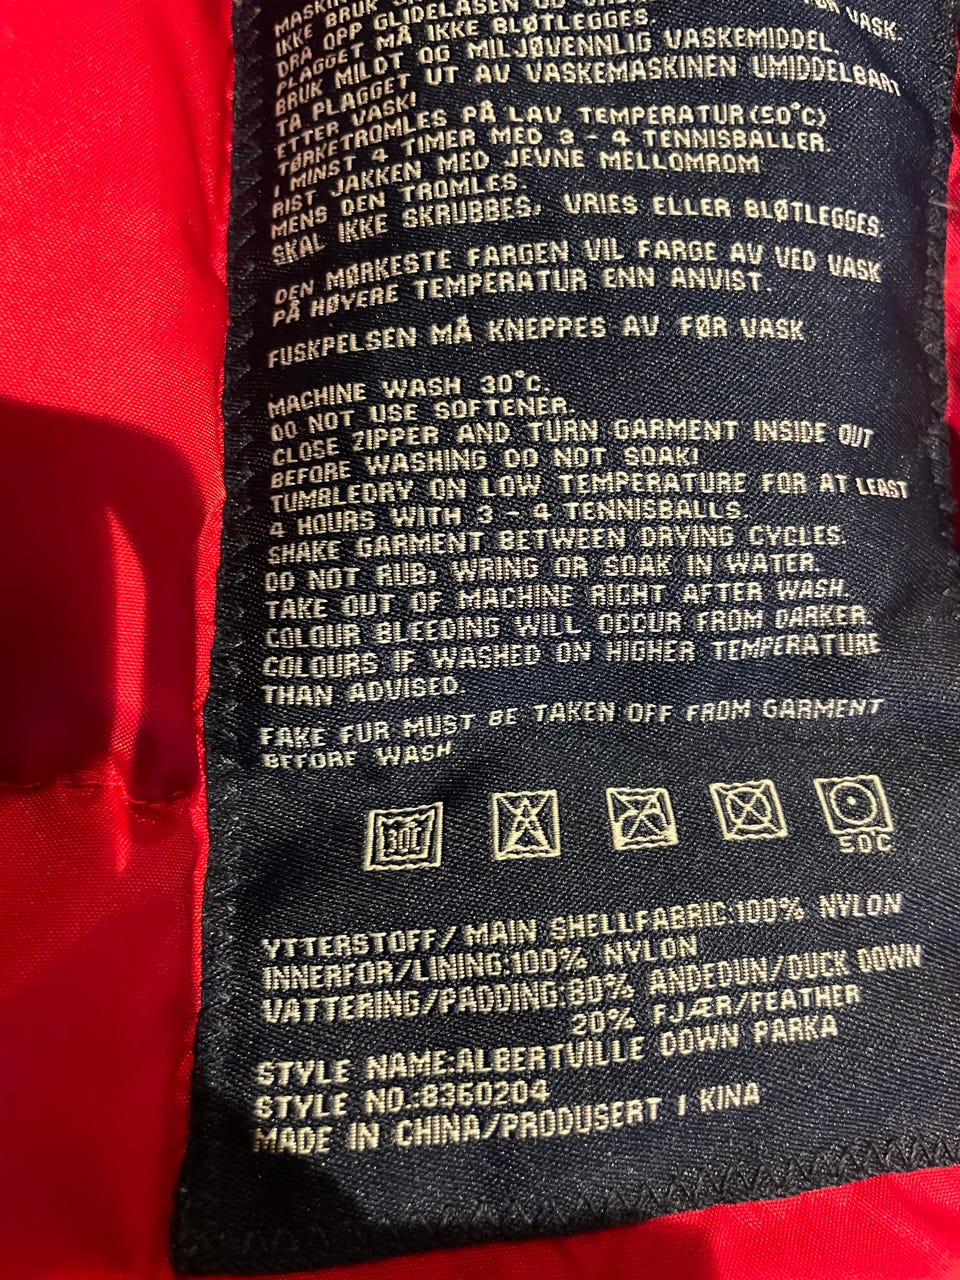 IKKE BRUK
DRA OPP GLIDELÅSEN OG FØR VASK.
PLAGGET MÅ IKKE BLØTLEGGES.
BRUK MILDT OG MILJØVENNLIG VASKEMIDDEL.
TA PLAGGET UT AV VASKEMASKINEN UMIDDELBART
ETTER VASK!
TØRKETROMLES PÅ LAV TEMPERATUR(50°C)
I MINST 4 TIMER MED 3 - 4 TENNISBALLER.
RIST JAKKEN MED JEVNE MELLOMROM
MENS DEN TROMLES.
SKAL IKKE SKRUBBES, VRIES ELLER BLØTLEGGES.
DEN MØRKESTE FARGEN VIL FARGE AV VED VASK
PÅ HØYERE TEMPERATUR ENN ANVIST.
FUSKPELSEN MÅ KNEPPES AV FØR VASK
MACHINE WASH 30°C.
DO NOT USE SOFTENER.
CLOSE ZIPPER AND TURN GARMENT INSIDE OUT
BEFORE WASHING DO NOT SOAK!
TUMBLEDRY ON LOW TEMPERATURE FOR AT LEAST
4 HOURS WITH 3 - 4 TENNISBALLS.
SHAKE GARMENT BETWEEN DRYING CYCLES.
DO NOT RUB, WRING OR SOAK IN WATER.
TAKE OUT OF MACHINE RIGHT AFTER WASH.
COLOUR BLEEDING WILL OCCUR FROM DARKER
COLOURS IF WASHED ON HIGHER TEMPERATURE
THAN ADVISED.
FAKE FUR MUST BE TAKEN OFF FROM GARMENT
BEFORE WASH
30C
50C
YTTERSTOFF/MAIN SHELLFABRIC:100% NYLON
INNERFOR/LINING:100% NYLON
VATTERING/PADDING:80% ANDEDUN/DUCK DOWN
20% FJÆR/FEATHER
STYLE NAME:ALBERTVILLE DOWN PARKA
STYLE NO.:8360204
MADE IN CHINA/PRODUSERT I KINA